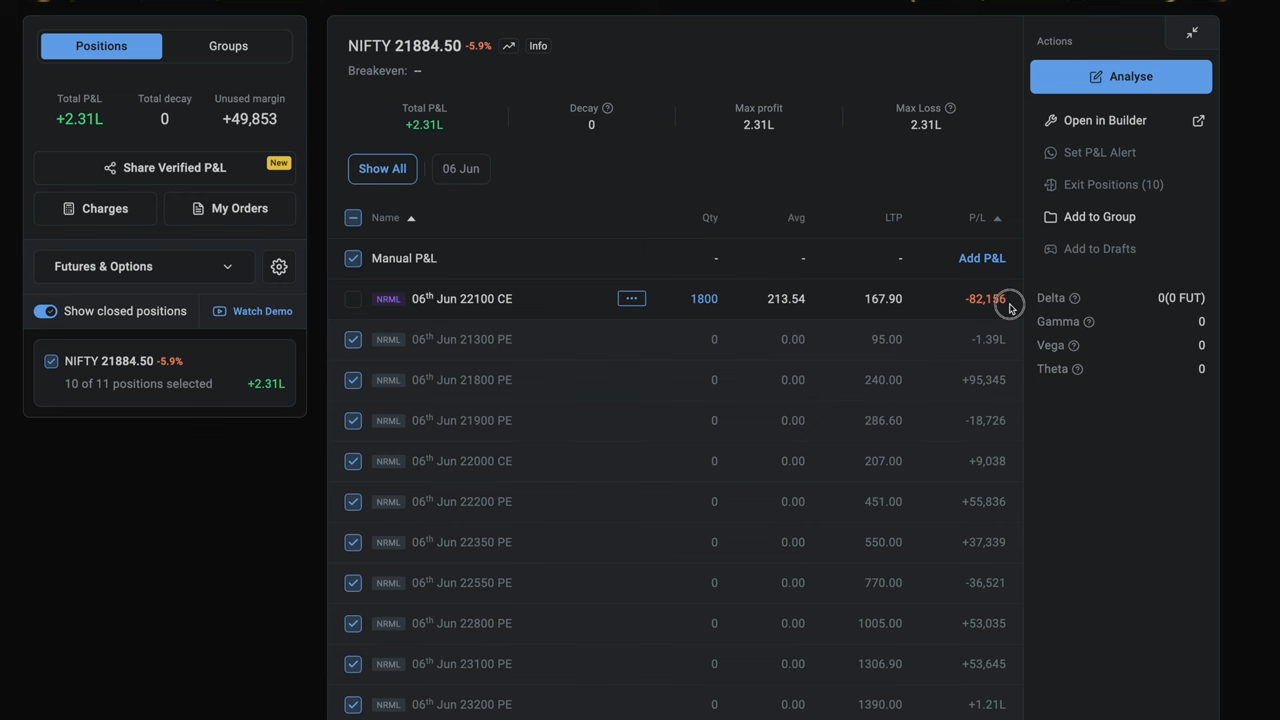 Positions
Groups
Total P&L
Total decay
Unused margin
+2.31L
0
+49,853
Share Verified P&L
New
Charges
My Orders
Futures & Options
Show closed positions
Watch Demo
NIFTY 21884.50 -5.9%
10 of 11 positions selected
+2.31L
NIFTY 21884.50 -5.9% Info
Breakeven: --
Total P&L
+2.31L
Decay ?
0
Max profit
2.31L
Max Loss ?
2.31L
Show All
06 Jun
Name Qty Avg LTP P/L
Manual P&L - - - Add P&L
NRML 06th Jun 22100 CE ... 1800 213.54 167.90 -82,156
NRML 06th Jun 21300 PE 0 0.00 95.00 -1.39L
NRML 06th Jun 21800 PE 0 0.00 240.00 +95,345
NRML 06th Jun 21900 PE 0 0.00 286.60 -18,726
NRML 06th Jun 22000 CE 0 0.00 207.00 +9,038
NRML 06th Jun 22200 PE 0 0.00 451.00 +55,836
NRML 06th Jun 22350 PE 0 0.00 550.00 +37,339
NRML 06th Jun 22550 PE 0 0.00 770.00 -36,521
NRML 06th Jun 22800 PE 0 0.00 1005.00 +53,035
NRML 06th Jun 23100 PE 0 0.00 1306.90 +53,645
NRML 06th Jun 23200 PE 0 0.00 1390.00 +1.21L
Actions
Analyse
Open in Builder
Set P&L Alert
Exit Positions (10)
Add to Group
Add to Drafts
Delta ? 0(0 FUT)
Gamma ? 0
Vega ? 0
Theta ? 0